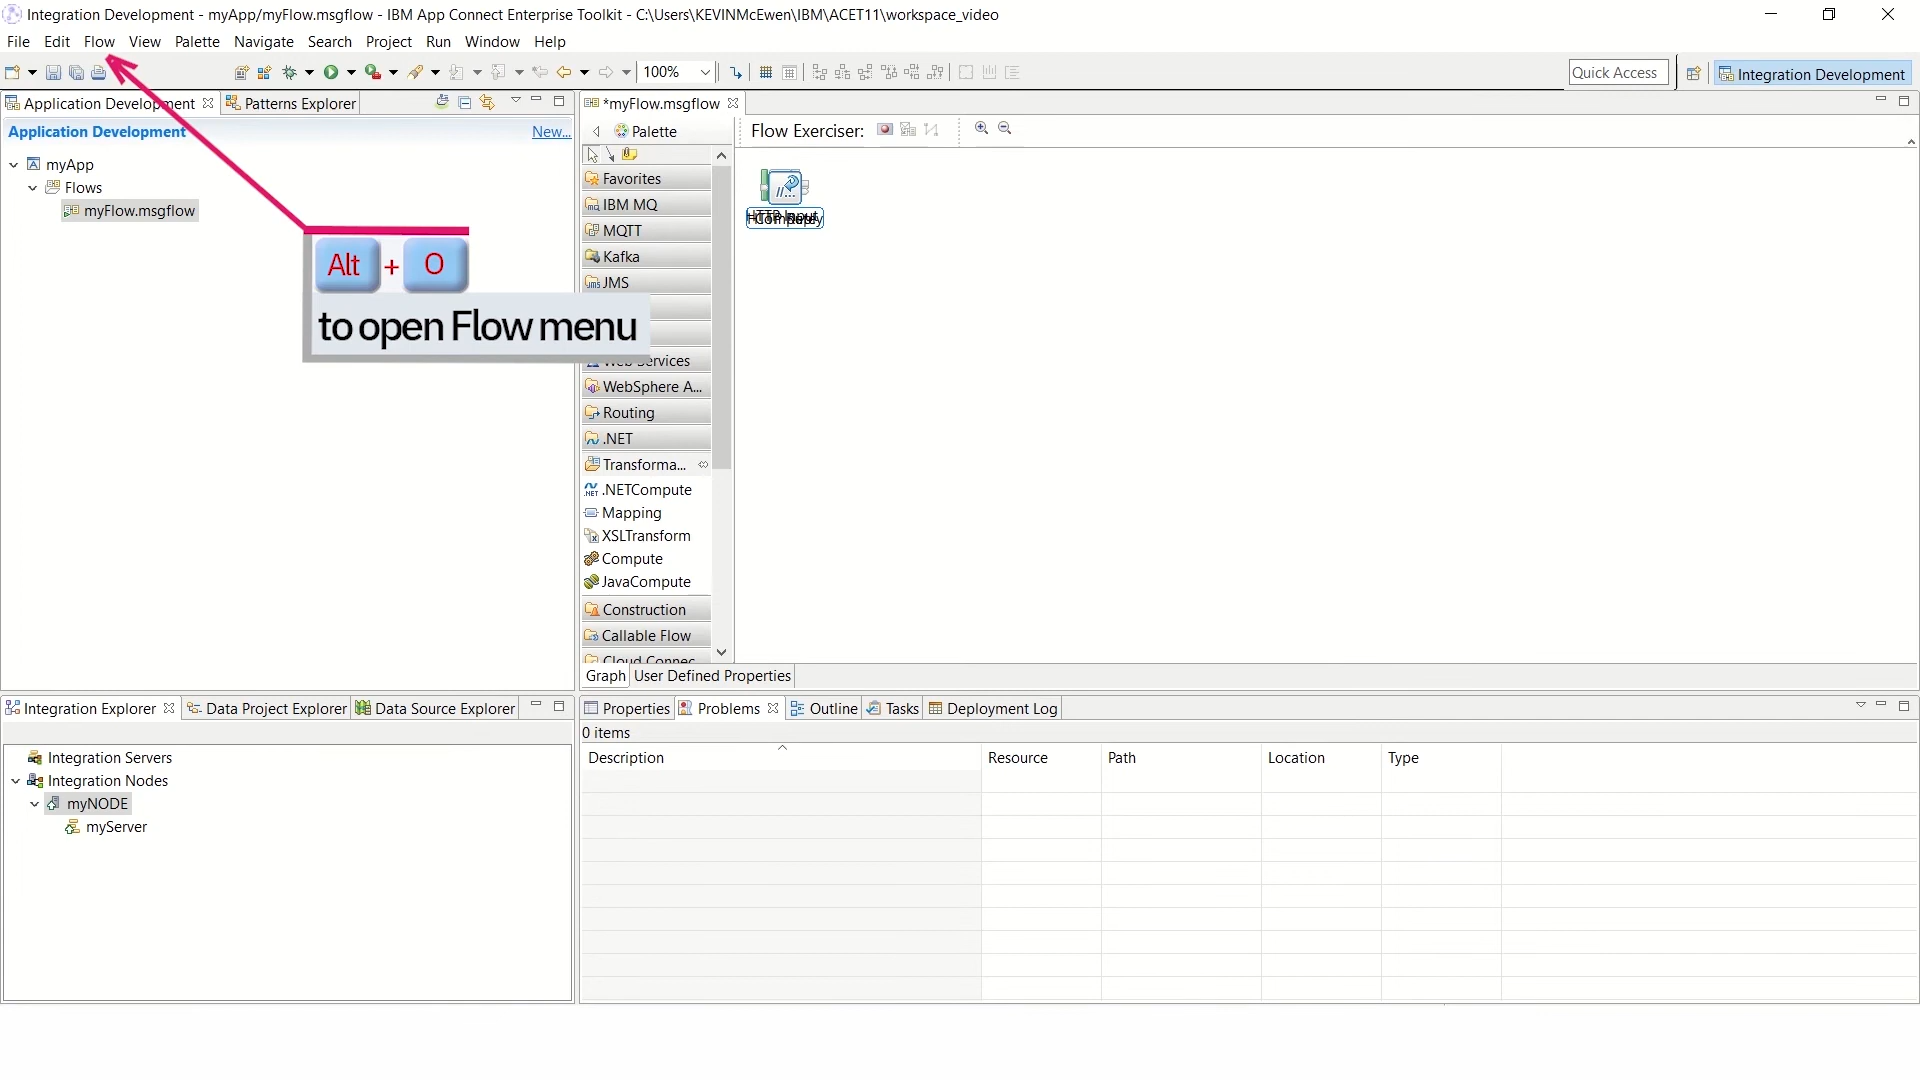 Integration Development - myApp/myFlow.msgflow - IBM App Connect Enterprise Toolkit - C:\Users\KEVINMcEwen\IBM\ACET11\workspace_video
File Edit Flow View Palette Navigate Search Project Run Window Help
100% Quick Access Integration Development
Application Development Patterns Explorer
Application Development New...
myApp
Flows
myFlow.msgflow
Alt + O
to open Flow menu
*myFlow.msgflow
Palette
Flow Exerciser:
Favorites
IBM MQ
MQTT
Kafka
JMS
Web Services
WebSphere A...
Routing
.NET
Transforma...
.NETCompute
Mapping
XSLTransform
Compute
JavaCompute
Construction
Callable Flow
Cloud Connec
Graph User Defined Properties
Integration Explorer Data Project Explorer Data Source Explorer
Integration Servers
Integration Nodes
myNODE
myServer
Properties Problems Outline Tasks Deployment Log
0 items
Description Resource Path Location Type